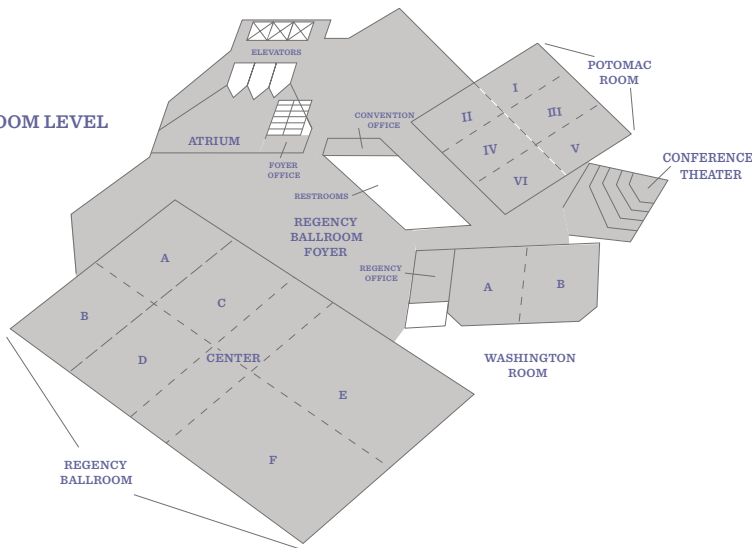 ELEVATORS
POTOMAC
ROOM
I
II
III
IV
V
VI
OOM LEVEL
ATRIUM
CONVENTION
OFFICE
CONFERENCE
THEATER
FOYER
OFFICE
RESTROOMS
REGENCY
BALLROOM
FOYER
REGENCY
OFFICE
A
B
WASHINGTON
ROOM
A
B
C
D
CENTER
E
F
REGENCY
BALLROOM